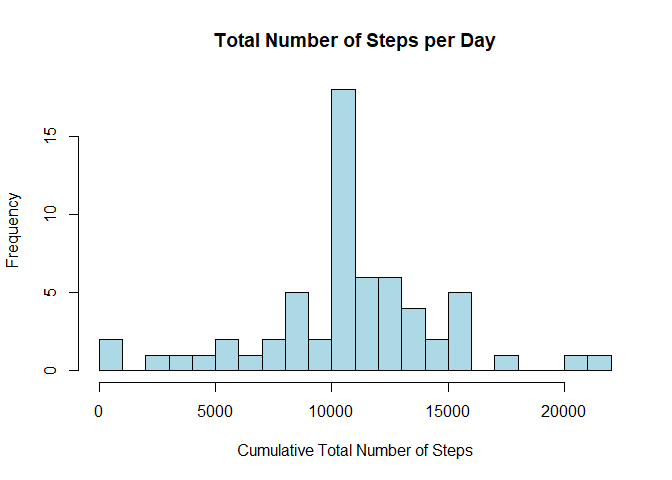 Total Number of Steps per Day
Frequency
15
10
5
0
0 5000 10000 15000 20000
Cumulative Total Number of Steps